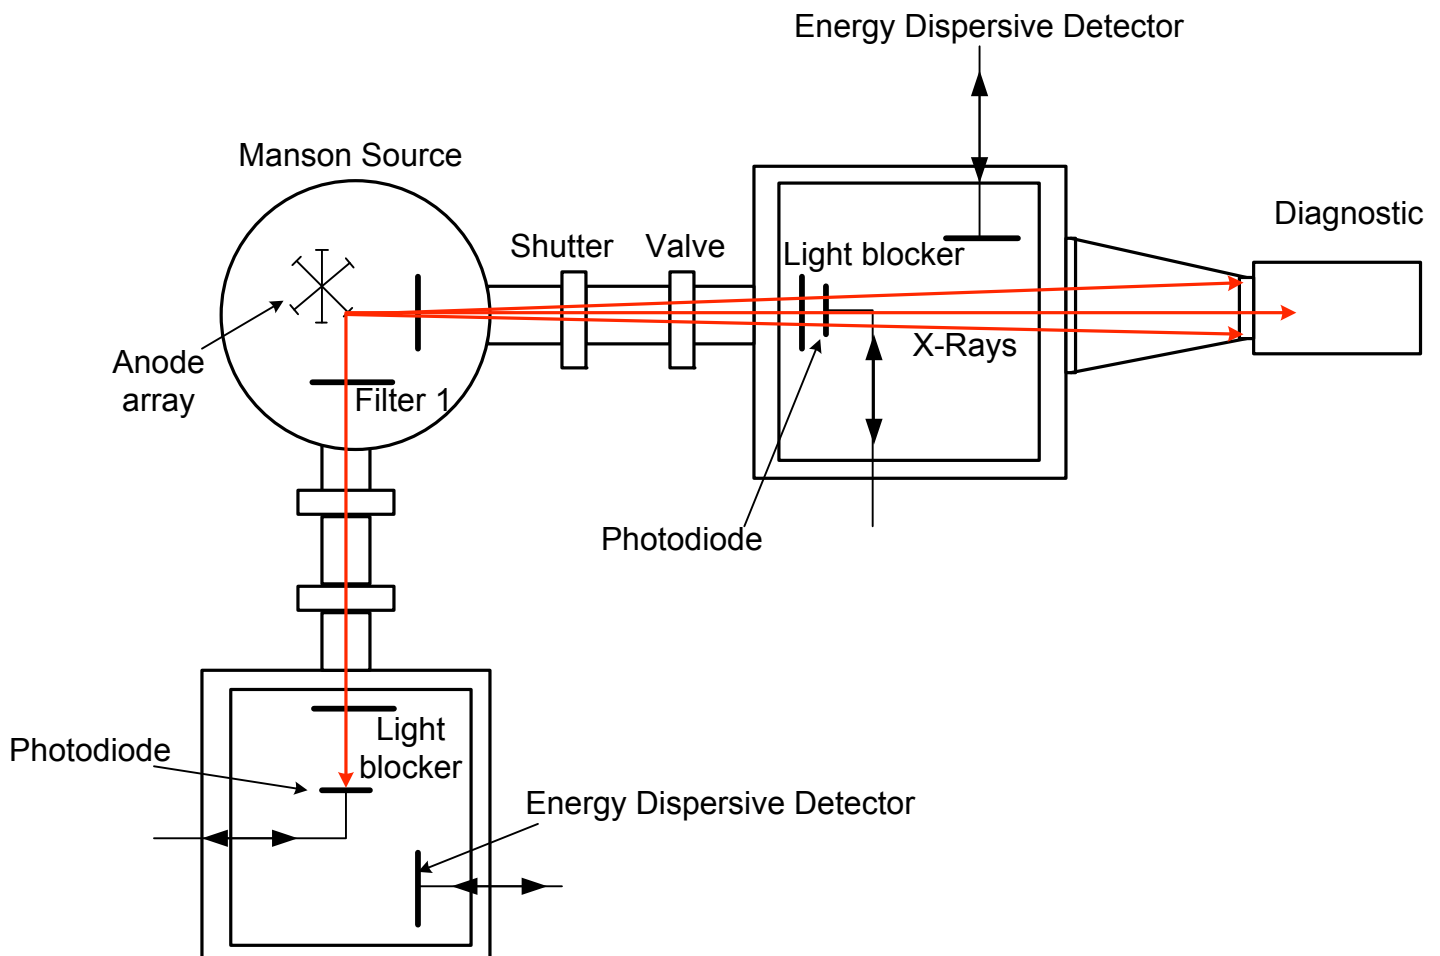 Energy Dispersive Detector
Manson Source
Diagnostic
Shutter
Valve
Light blocker
X-Rays
Anode
array
Filter 1
Photodiode
Light
blocker
Photodiode
Energy Dispersive Detector